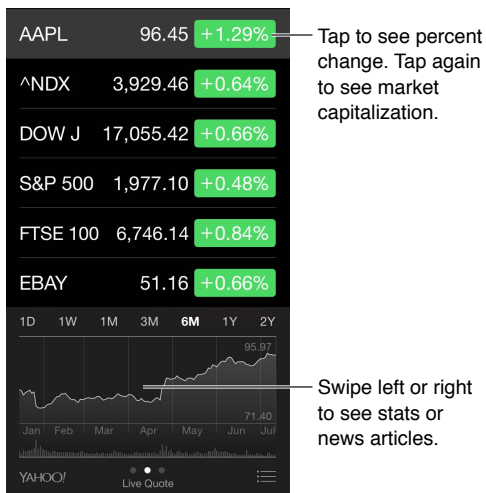 AAPL 96.45 +1.29%
Tap to see percent
change. Tap again
to see market
capitalization.
^NDX 3,929.46 +0.64%
DOW J 17,055.42 +0.66%
S&P 500 1,977.10 +0.48%
FTSE 100 6,746.14 +0.84%
EBAY 51.16 +0.66%
1D 1W 1M 3M 6M 1Y 2Y
95.97
71.40
Jan Feb Mar Apr May Jun Jul
Swipe left or right
to see stats or
news articles.
YAHOO!
Live Quote